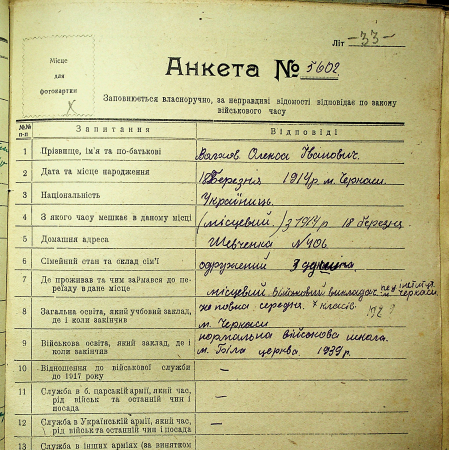 Літ —33—
Місце
для
фотокартки
Х
Анкета № 5602
Заповнюється власноручно, за неправдиві відомості відповідає по закону
військового часу
№№
п-п
Запитання
Відповіді
1 Прізвище, ім'я та по-батькові
Олекса Іванович.
2 Дата та місце народження
18 Березня 1914 р м. Черкаси.
3 Національність
Українець.
4 З якого часу мешкає в даному місці
(місцевий.) з 1914 р 18 березня.
5 Домашня адреса
Шевченка № 406
6 Сімейний стан та склад сім'ї
одружений
7 Де проживав та чим займався до
переїзду в дане місце
місцевий. військовий викладач пед м. Черкаси.
8 Загальна освіта, який учбовий заклад,
де і коли закінчив
не повна середн. X класів.
м. Черкаси
9 Військова освіта, який заклад, де і
коли закінчив
нормальна військова школа.
м. Біла церква. 1939 р.
10 Відношення до військової служби
до 1917 року
—
11 Служба в б. царській армії, який час,
рід військ та останній чин і
посада
—
12 Служба в Українській армії, який час,
рід військ та останній чин і посада
—
13 Служба в інших арміях (за винятком